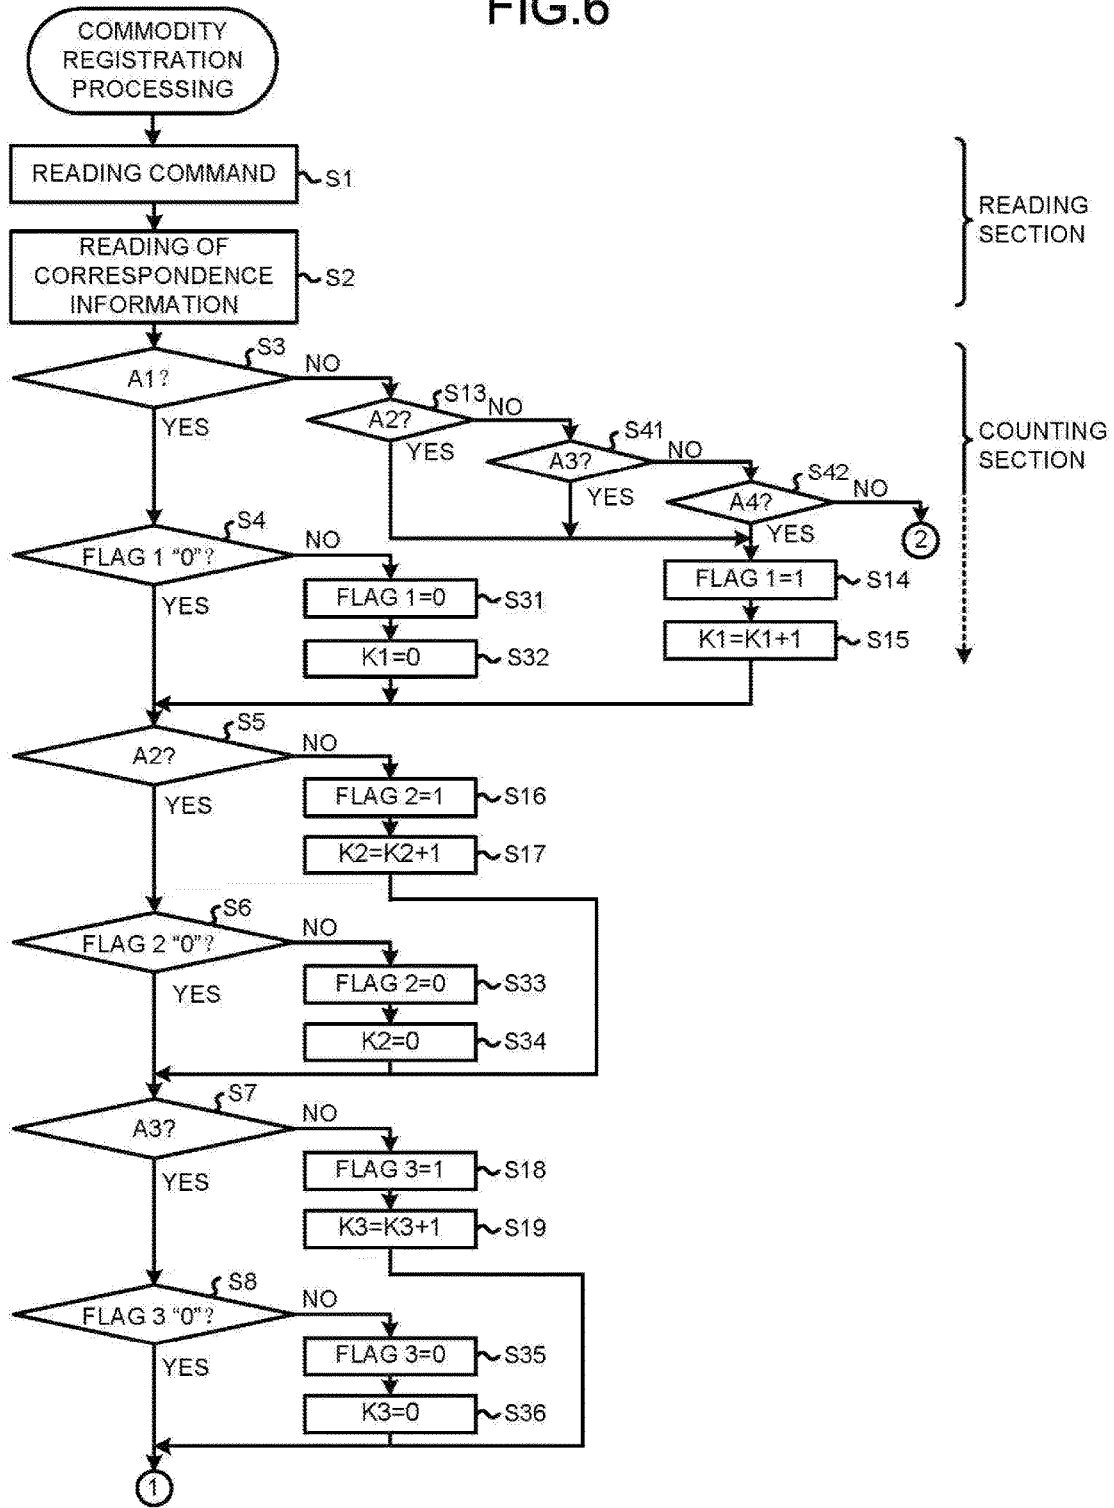 FIG.6
COMMODITY
REGISTRATION
PROCESSING
READING COMMAND
S1
READING OF
CORRESPONDENCE
INFORMATION
S2
READING
SECTION
A1?
S3
NO
YES
A2?
S13
NO
YES
A3?
S41
NO
YES
A4?
S42
NO
YES
2
COUNTING
SECTION
FLAG 1 “0”?
S4
NO
YES
FLAG 1=0
S31
K1=0
S32
FLAG 1=1
S14
K1=K1+1
S15
A2?
S5
NO
YES
FLAG 2=1
S16
K2=K2+1
S17
FLAG 2 “0”?
S6
NO
YES
FLAG 2=0
S33
K2=0
S34
A3?
S7
NO
YES
FLAG 3=1
S18
K3=K3+1
S19
FLAG 3 “0”?
S8
NO
YES
FLAG 3=0
S35
K3=0
S36
1